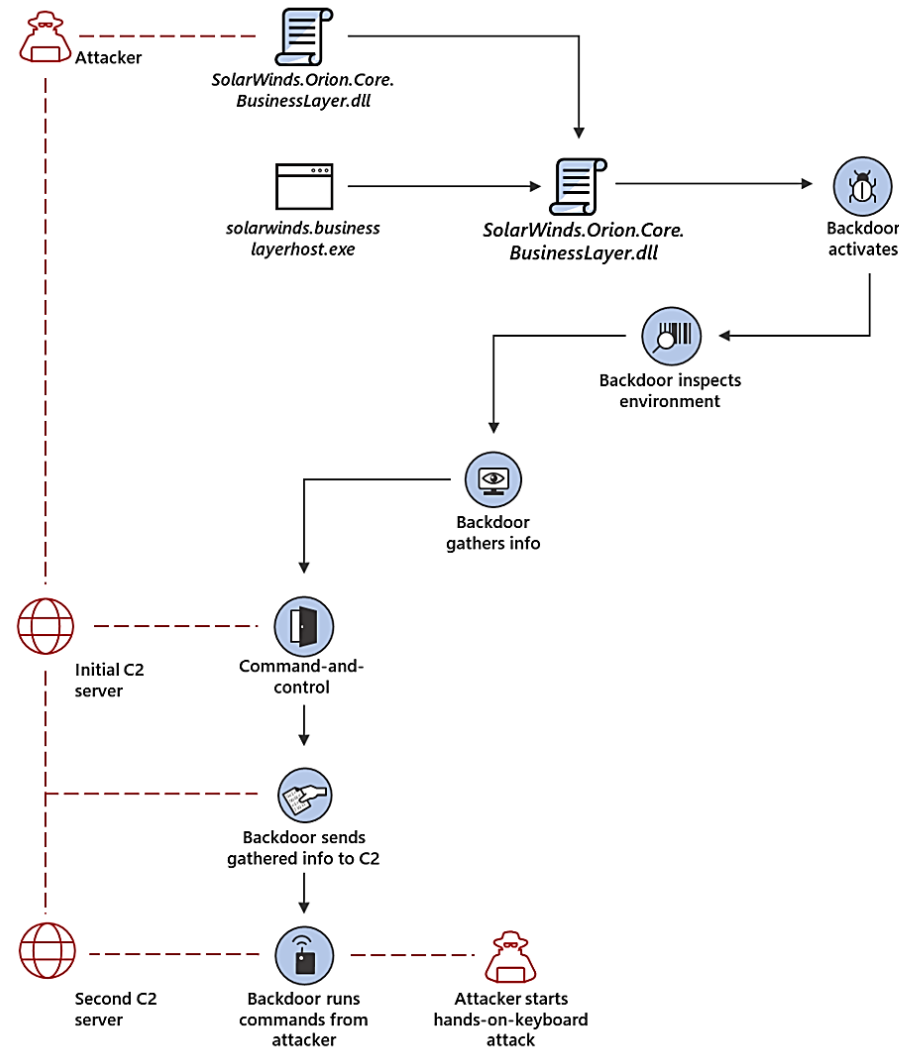 Attacker
SolarWinds.Orion.Core.
BusinessLayer.dll
solarwinds.business
layerhost.exe
SolarWinds.Orion.Core.
BusinessLayer.dll
Backdoor
activates
Backdoor inspects
environment
Backdoor
gathers info
Initial C2
server
Command-and-
control
Backdoor sends
gathered info to C2
Second C2
server
Backdoor runs
commands from
attacker
Attacker starts
hands-on-keyboard
attack